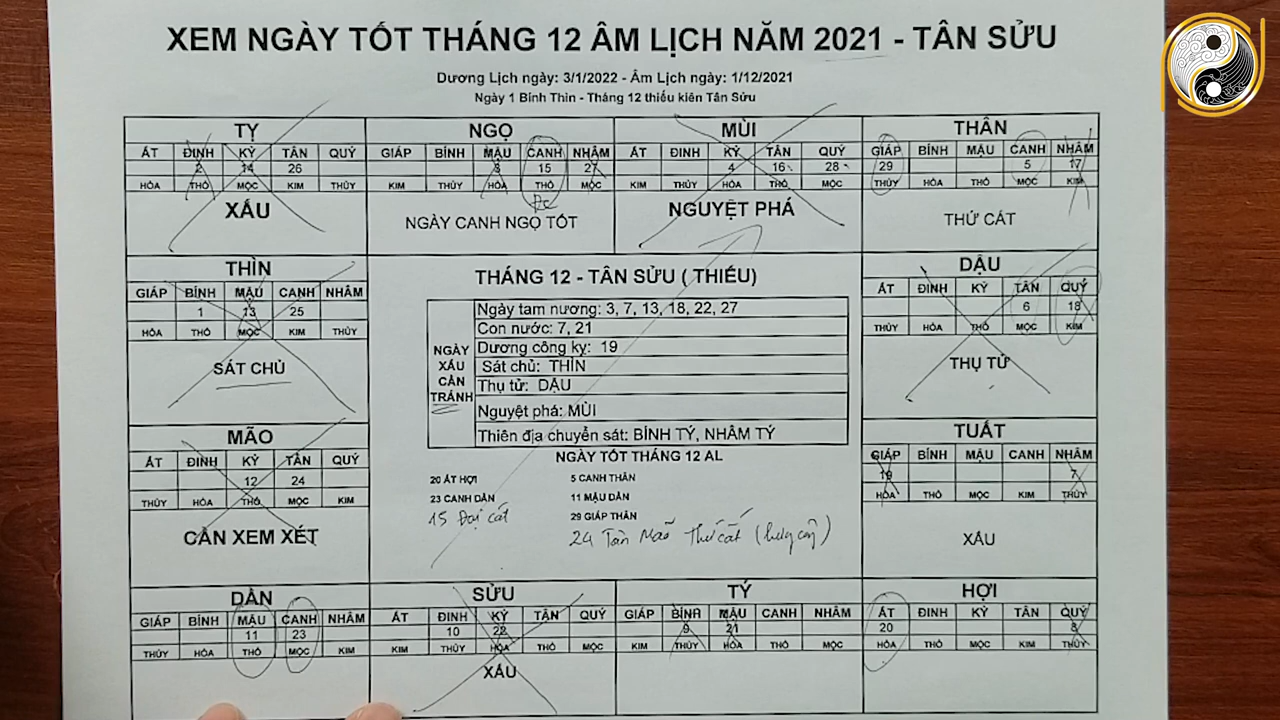 XEM NGÀY TỐT THÁNG 12 ÂM LỊCH NĂM 2021 - TÂN SỬU
Dương Lịch ngày: 3/1/2022 - Âm Lịch ngày: 1/12/2021
Ngày 1 Bính Thìn - Tháng 12 thiếu kiên Tân Sửu
TỴ
ẤT ĐINH KỶ TÂN QUÝ
2 14 26
HỎA THỔ MỘC KIM THỦY
XẤU
NGỌ
GIÁP BÍNH MẬU CANH NHÂM
3 15 27
KIM THỦY HỎA THỔ MỘC
NGÀY CANH NGỌ TỐT
MÙI
ẤT ĐINH KỶ TÂN QUÝ
4 16 28
KIM THỦY HỎA THỔ MỘC
NGUYỆT PHÁ
THÂN
GIÁP BÍNH MẬU CANH NHÂM
29 5 17
THỦY HỎA THỔ MỘC KIM
THỨ CÁT
THÌN
GIÁP BÍNH MẬU CANH NHÂM
1 13 25
HỎA THỔ MỘC KIM THỦY
SÁT CHỦ
THÁNG 12 - TÂN SỬU ( THIẾU)
NGÀY XẤU CẦN TRÁNH
Ngày tam nương: 3, 7, 13, 18, 22, 27
Con nước: 7, 21
Dương công kỵ: 19
Sát chủ: THÌN
Thụ tử: DẬU
Nguyệt phá: MÙI
Thiên địa chuyển sát: BÍNH TÝ, NHÂM TÝ
NGÀY TỐT THÁNG 12 AL
20 ẤT HỢI 5 CANH THÂN
23 CANH DẦN 11 MẬU DẦN
15 Đại cát 29 GIÁP THÂN
24 Tân Mão Thứ cát (hưng công)
DẬU
ẤT ĐINH KỶ TÂN QUÝ
6 18
THỦY HỎA THỔ MỘC KIM
THỤ TỬ
MÃO
ẤT ĐINH KỶ TÂN QUÝ
12 24
THỦY HỎA THỔ MỘC KIM
CẦN XEM XÉT
TUẤT
GIÁP BÍNH MẬU CANH NHÂM
19 7
HỎA THỔ MỘC KIM THỦY
XẤU
DẦN
GIÁP BÍNH MẬU CANH NHÂM
11 23
THỦY HỎA THỔ MỘC KIM
SỬU
ẤT ĐINH KỶ TÂN QUÝ
10 22
KIM THỦY HỎA THỔ MỘC
XẤU
TÝ
GIÁP BÍNH MẬU CANH NHÂM
9 21
KIM THỦY HỎA THỔ MỘC
HỢI
ẤT ĐINH KỶ TÂN QUÝ
20 8
HỎA THỔ MỘC KIM THỦY